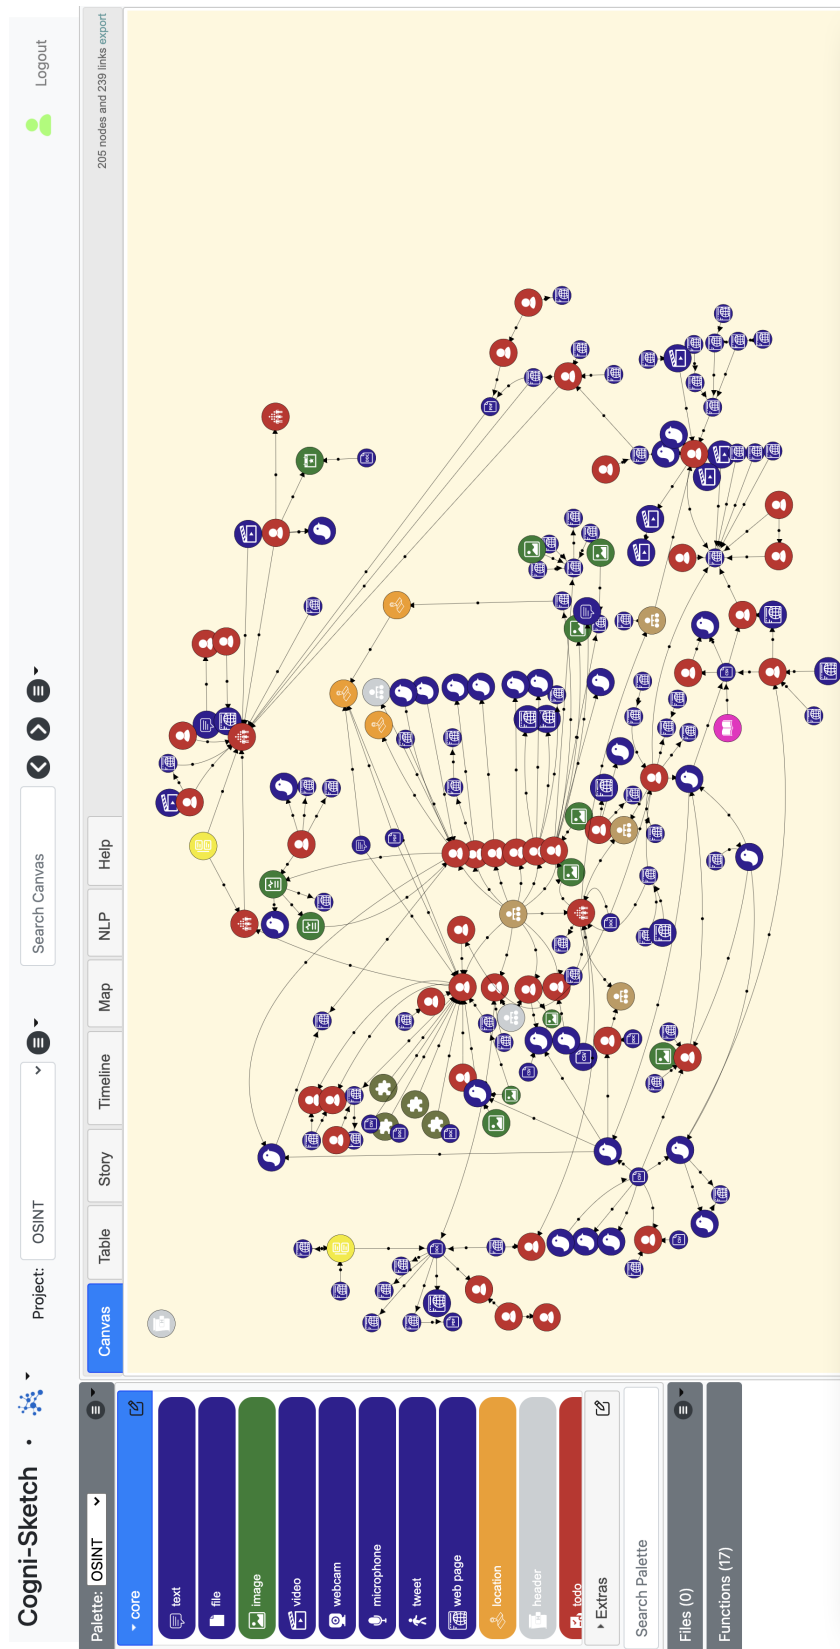 Cogni-Sketch
Project:
OSINT
Search Canvas
Logout
Palette:
OSINT
core
text
file
image
video
webcam
microphone
tweet
web page
location
header
todo
Extras
Search Palette
Files (0)
Functions (17)
Canvas
Table
Story
Timeline
Map
NLP
Help
205 nodes and 239 links export